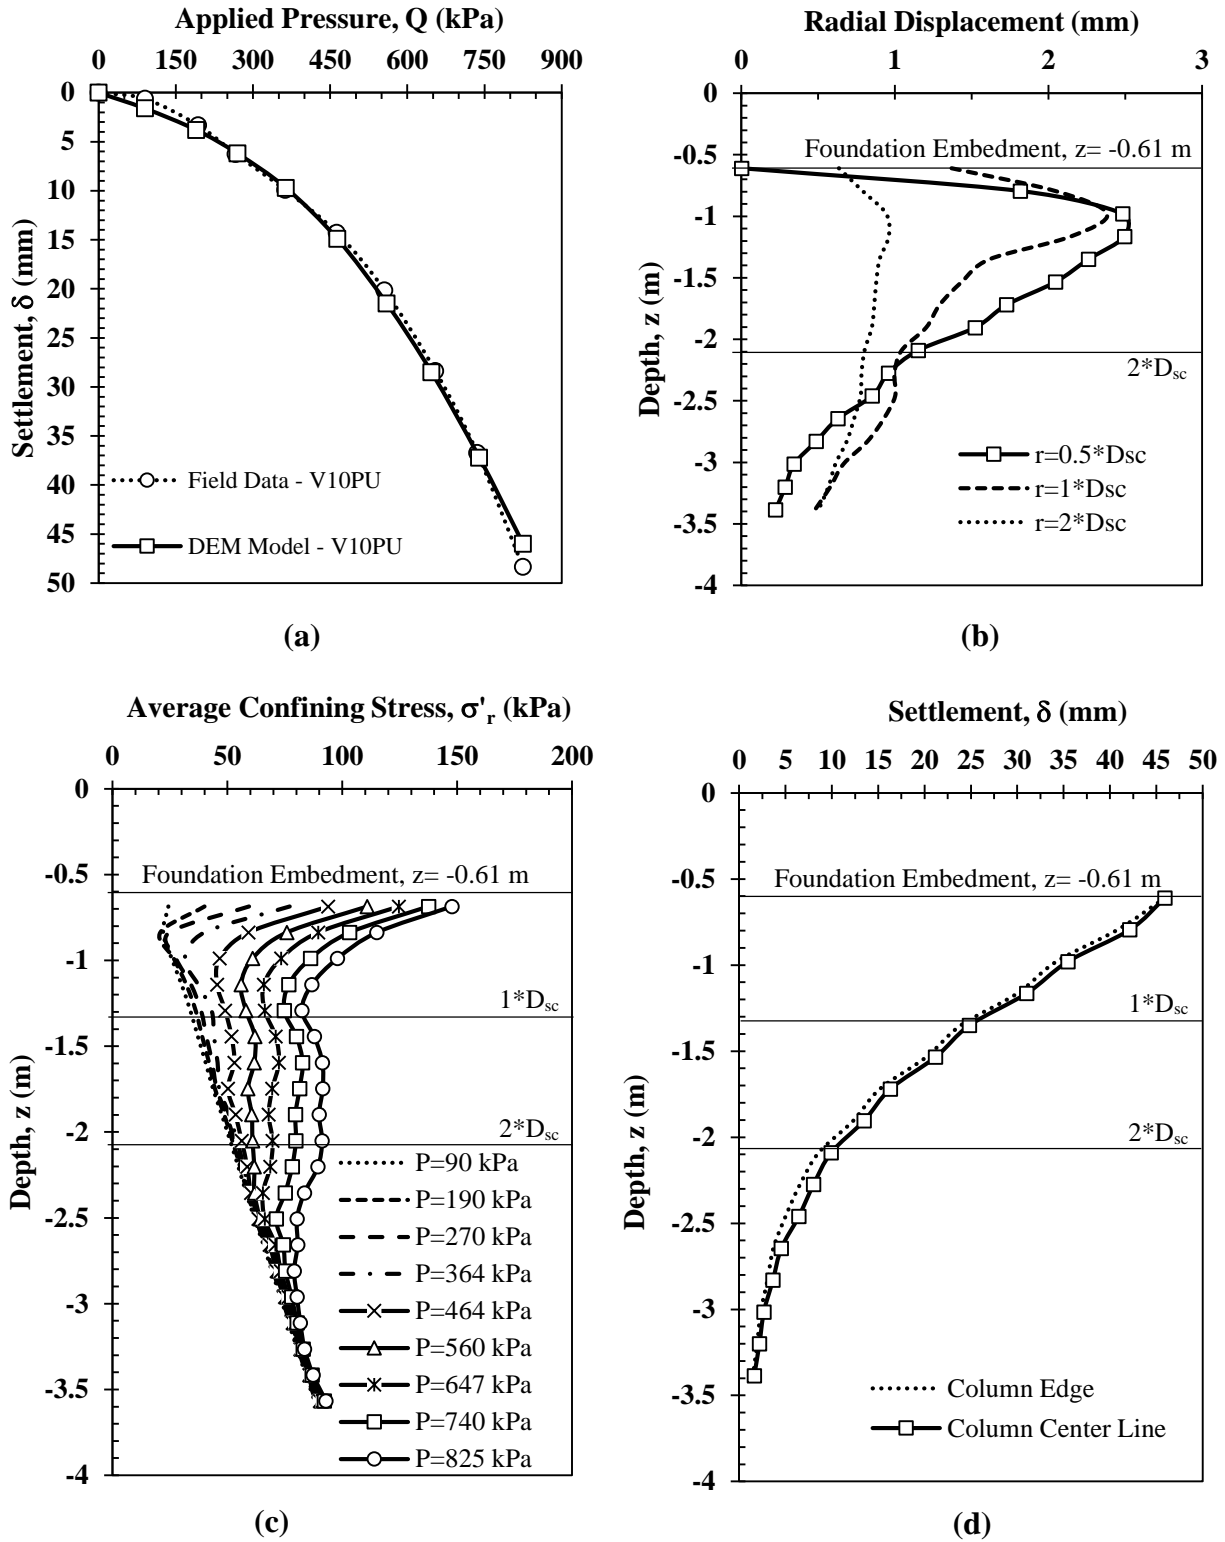 Applied Pressure, Q (kPa)
0 150 300 450 600 750 900
0
5
10
15
20
25
30
35
40
45
50
Settlement, δ (mm)
Field Data - V10PU
DEM Model - V10PU
(a)
Radial Displacement (mm)
0 1 2 3
0
-0.5
-1
-1.5
-2
-2.5
-3
-3.5
-4
Depth, z (m)
Foundation Embedment, z= -0.61 m
2*Dsc
r=0.5*Dsc
r=1*Dsc
r=2*Dsc
(b)
Average Confining Stress, σ'r (kPa)
0 50 100 150 200
0
-0.5
-1
-1.5
-2
-2.5
-3
-3.5
-4
Depth, z (m)
Foundation Embedment, z= -0.61 m
1*Dsc
2*Dsc
P=90 kPa
P=190 kPa
P=270 kPa
P=364 kPa
P=464 kPa
P=560 kPa
P=647 kPa
P=740 kPa
P=825 kPa
(c)
Settlement, δ (mm)
0 5 10 15 20 25 30 35 40 45 50
0
-0.5
-1
-1.5
-2
-2.5
-3
-3.5
-4
Depth, z (m)
Foundation Embedment, z= -0.61 m
1*Dsc
2*Dsc
Column Edge
Column Center Line
(d)